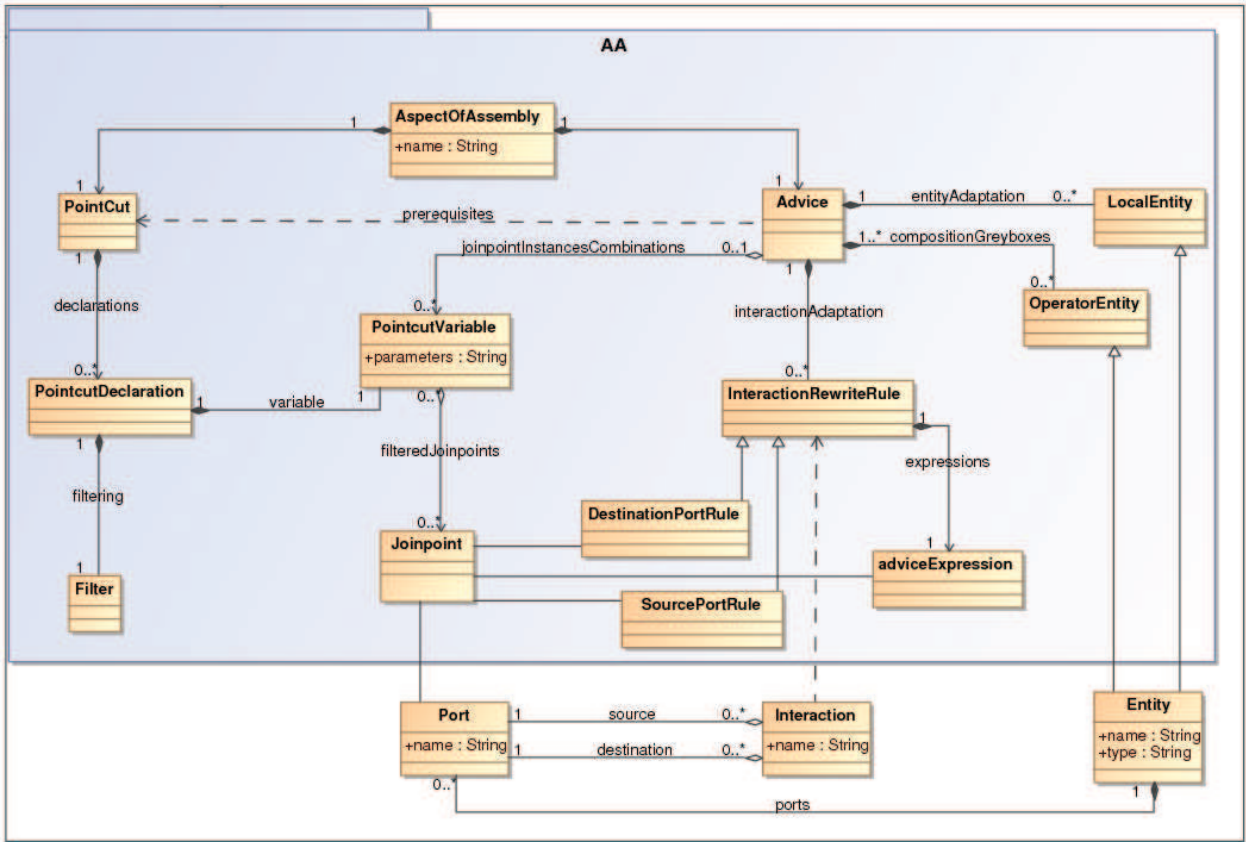 AA
AspectOfAssembly
+name : String
1
1
1
1
PointCut
prerequisites
Advice
1
entityAdaptation
0..*
LocalEntity
1
joinpointInstancesCombinations
0..1
1..*
compositionGreyboxes
1
0..*
OperatorEntity
declarations
0..*
interactionAdaptation
PointcutVariable
+parameters : String
0..*
PointcutDeclaration
1
variable
1
0..*
InteractionRewriteRule
1
1
filteredJoinpoints
expressions
filtering
0..*
DestinationPortRule
Joinpoint
1
adviceExpression
1
Filter
SourcePortRule
Port
+name : String
1
source
0..*
1
destination
0..*
Interaction
+name : String
Entity
+name : String
+type : String
0..*
ports
1